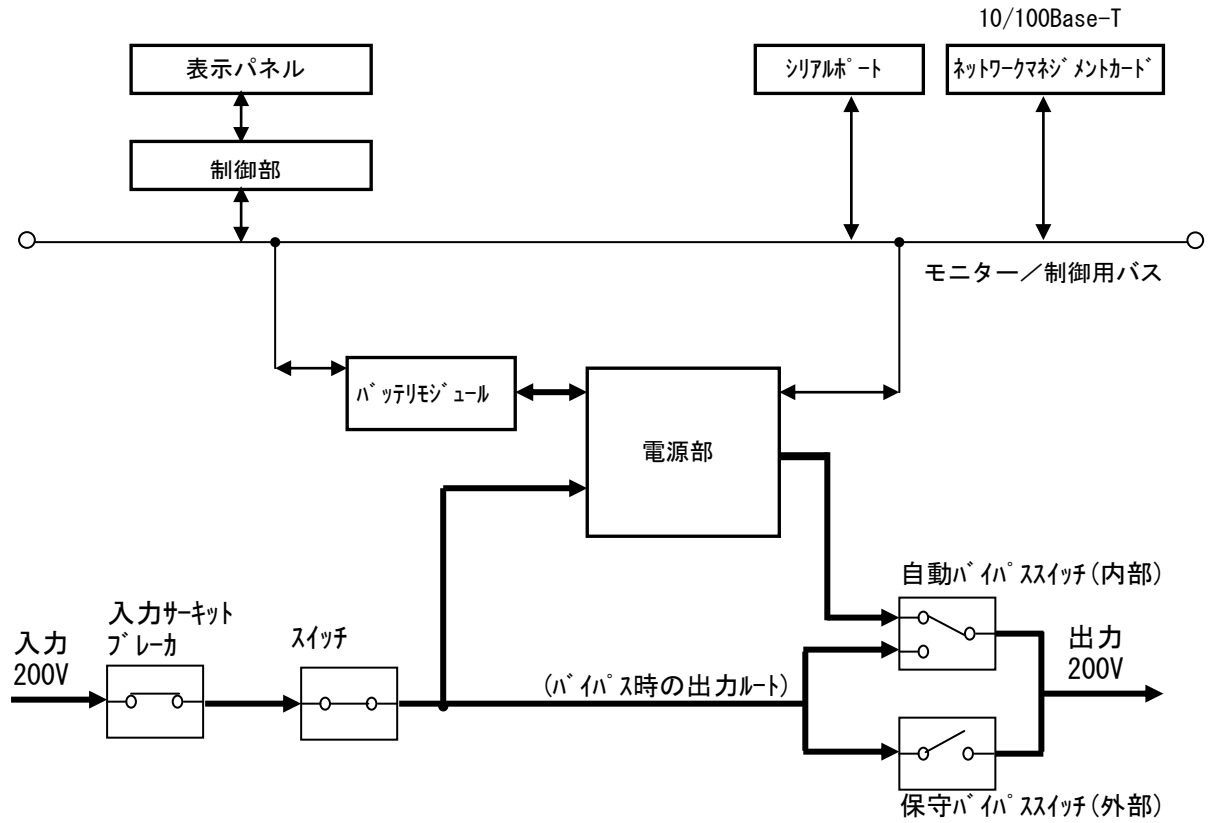 10/100Base-T
表示パネル
ｼﾘｱﾙﾎﾟｰﾄ
ﾈｯﾄﾜｰｸﾏﾈｼﾞﾒﾝﾄｶｰﾄﾞ
制御部
モニター／制御用バス
ﾊﾞｯﾃﾘﾓｼﾞｭｰﾙ
電源部
自動ﾊﾞｲﾊﾟｽｽｲｯﾁ(内部)
入力ｻｰｷｯﾄ
ﾌﾞﾚｰｶ
ｽｲｯﾁ
入力
200V
出力
200V
(ﾊﾞｲﾊﾟｽ時の出力ﾙｰﾄ)
保守ﾊﾞｲﾊﾟｽｽｲｯﾁ(外部)